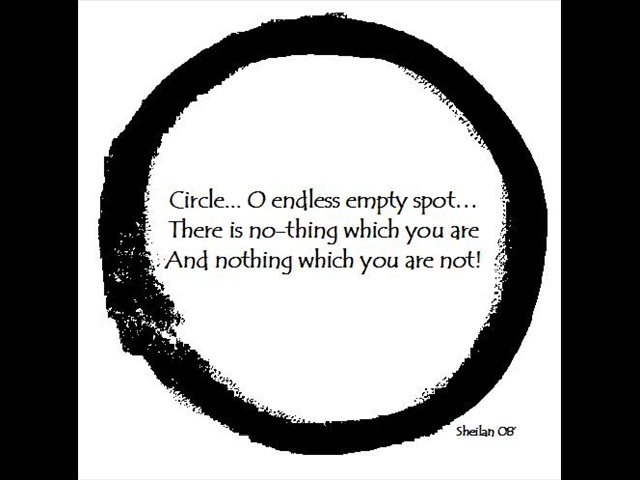 Circle... O endless empty spot...
There is no-thing which you are
And nothing which you are not!
Sheilan 08'